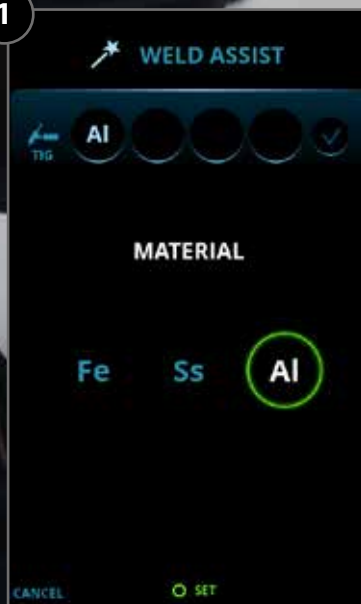 1
WELD ASSIST
TIG
Al
MATERIAL
Fe Ss Al
CANCEL SET